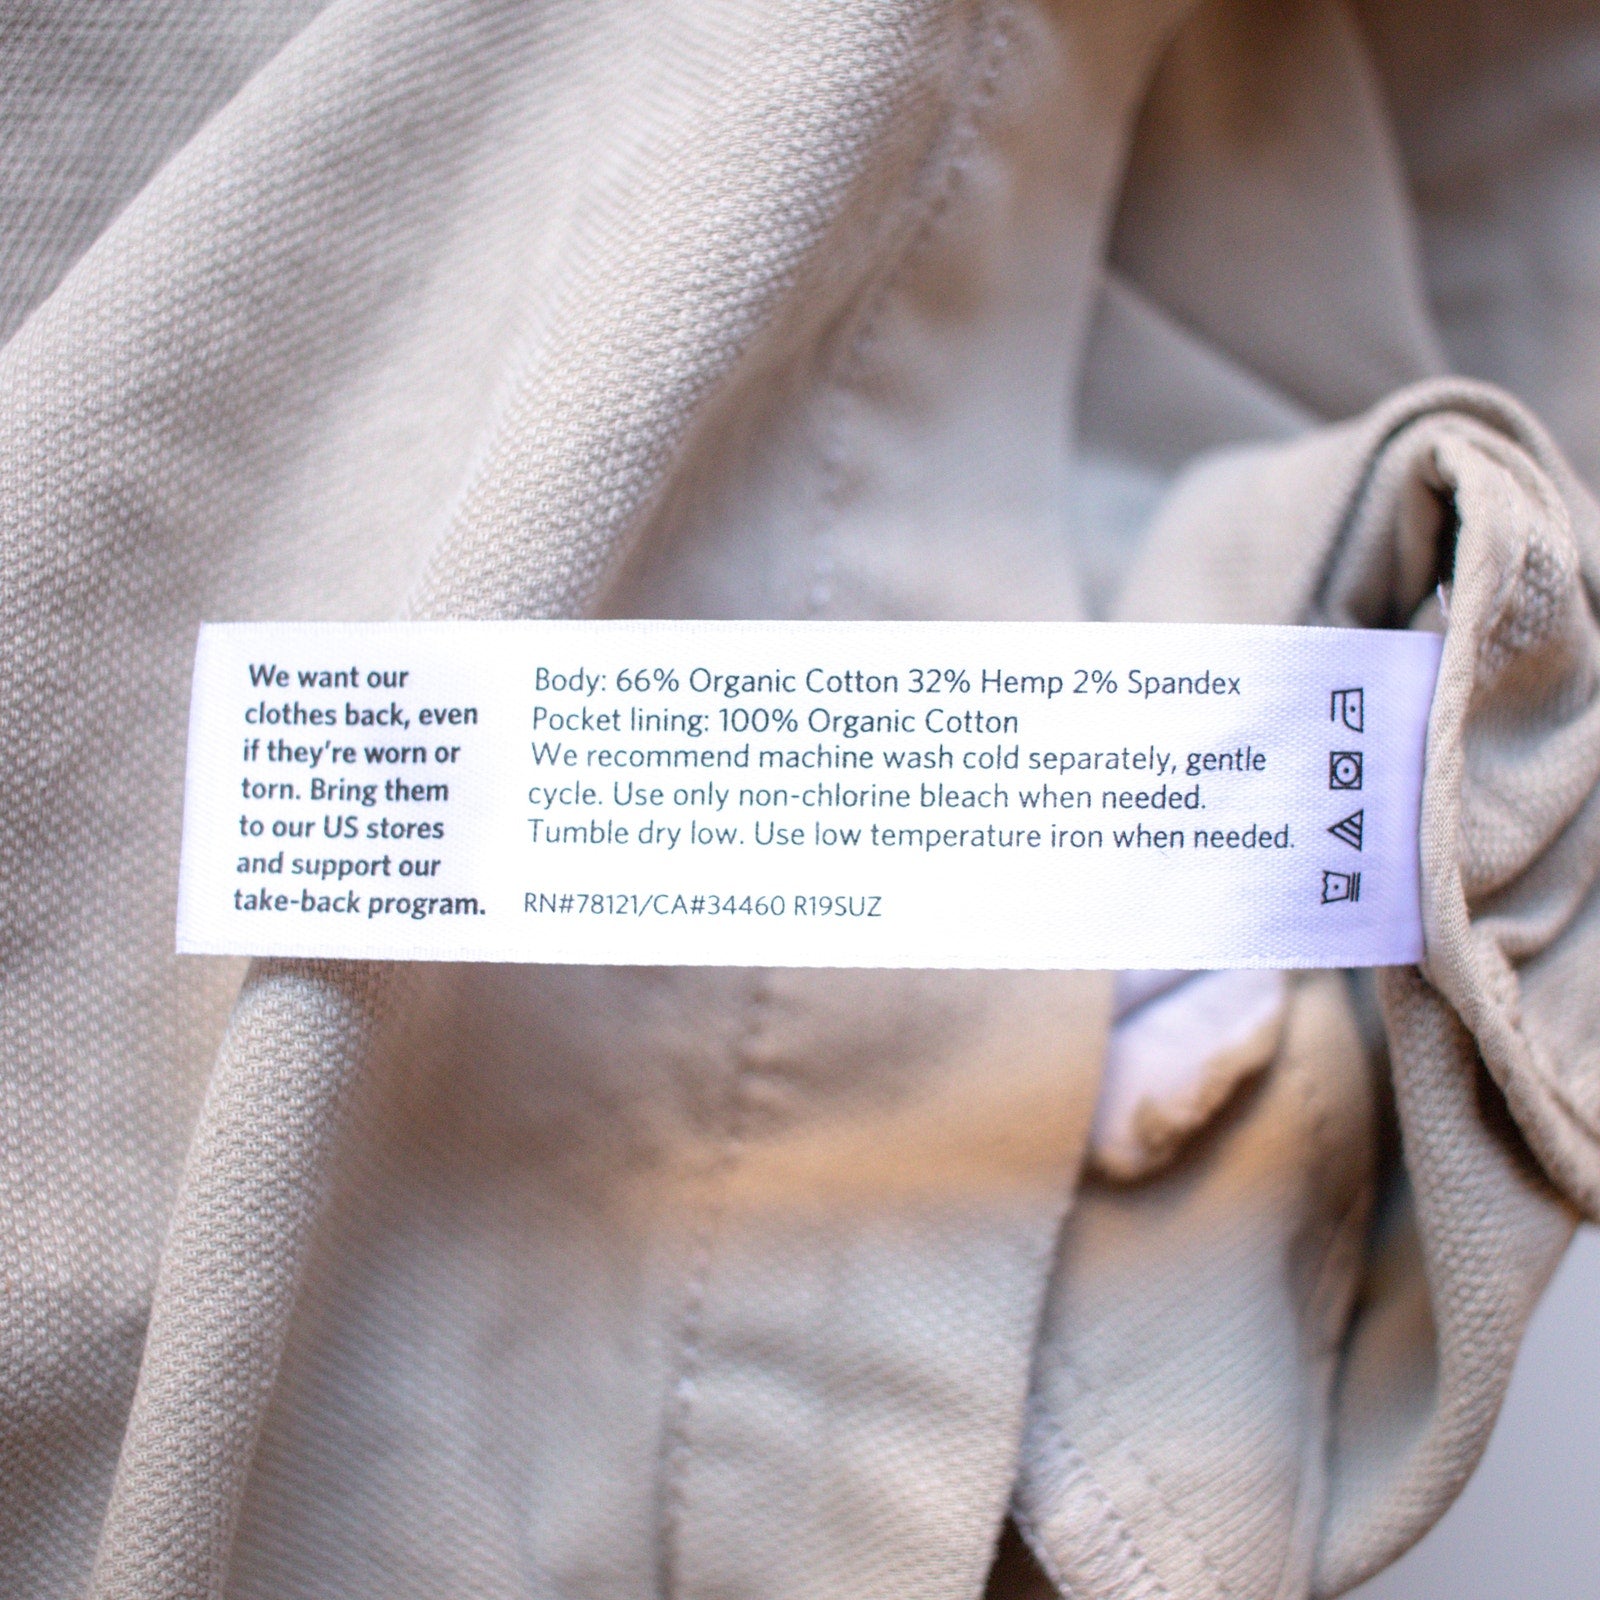 We want our
clothes back, even
if they're worn or
torn. Bring them
to our US stores
and support our
take-back program.
Body: 66% Organic Cotton 32% Hemp 2% Spandex
Pocket lining: 100% Organic Cotton
We recommend machine wash cold separately, gentle
cycle. Use only non-chlorine bleach when needed.
Tumble dry low. Use low temperature iron when needed.
RN#78121/CA#34460 R19SUZ